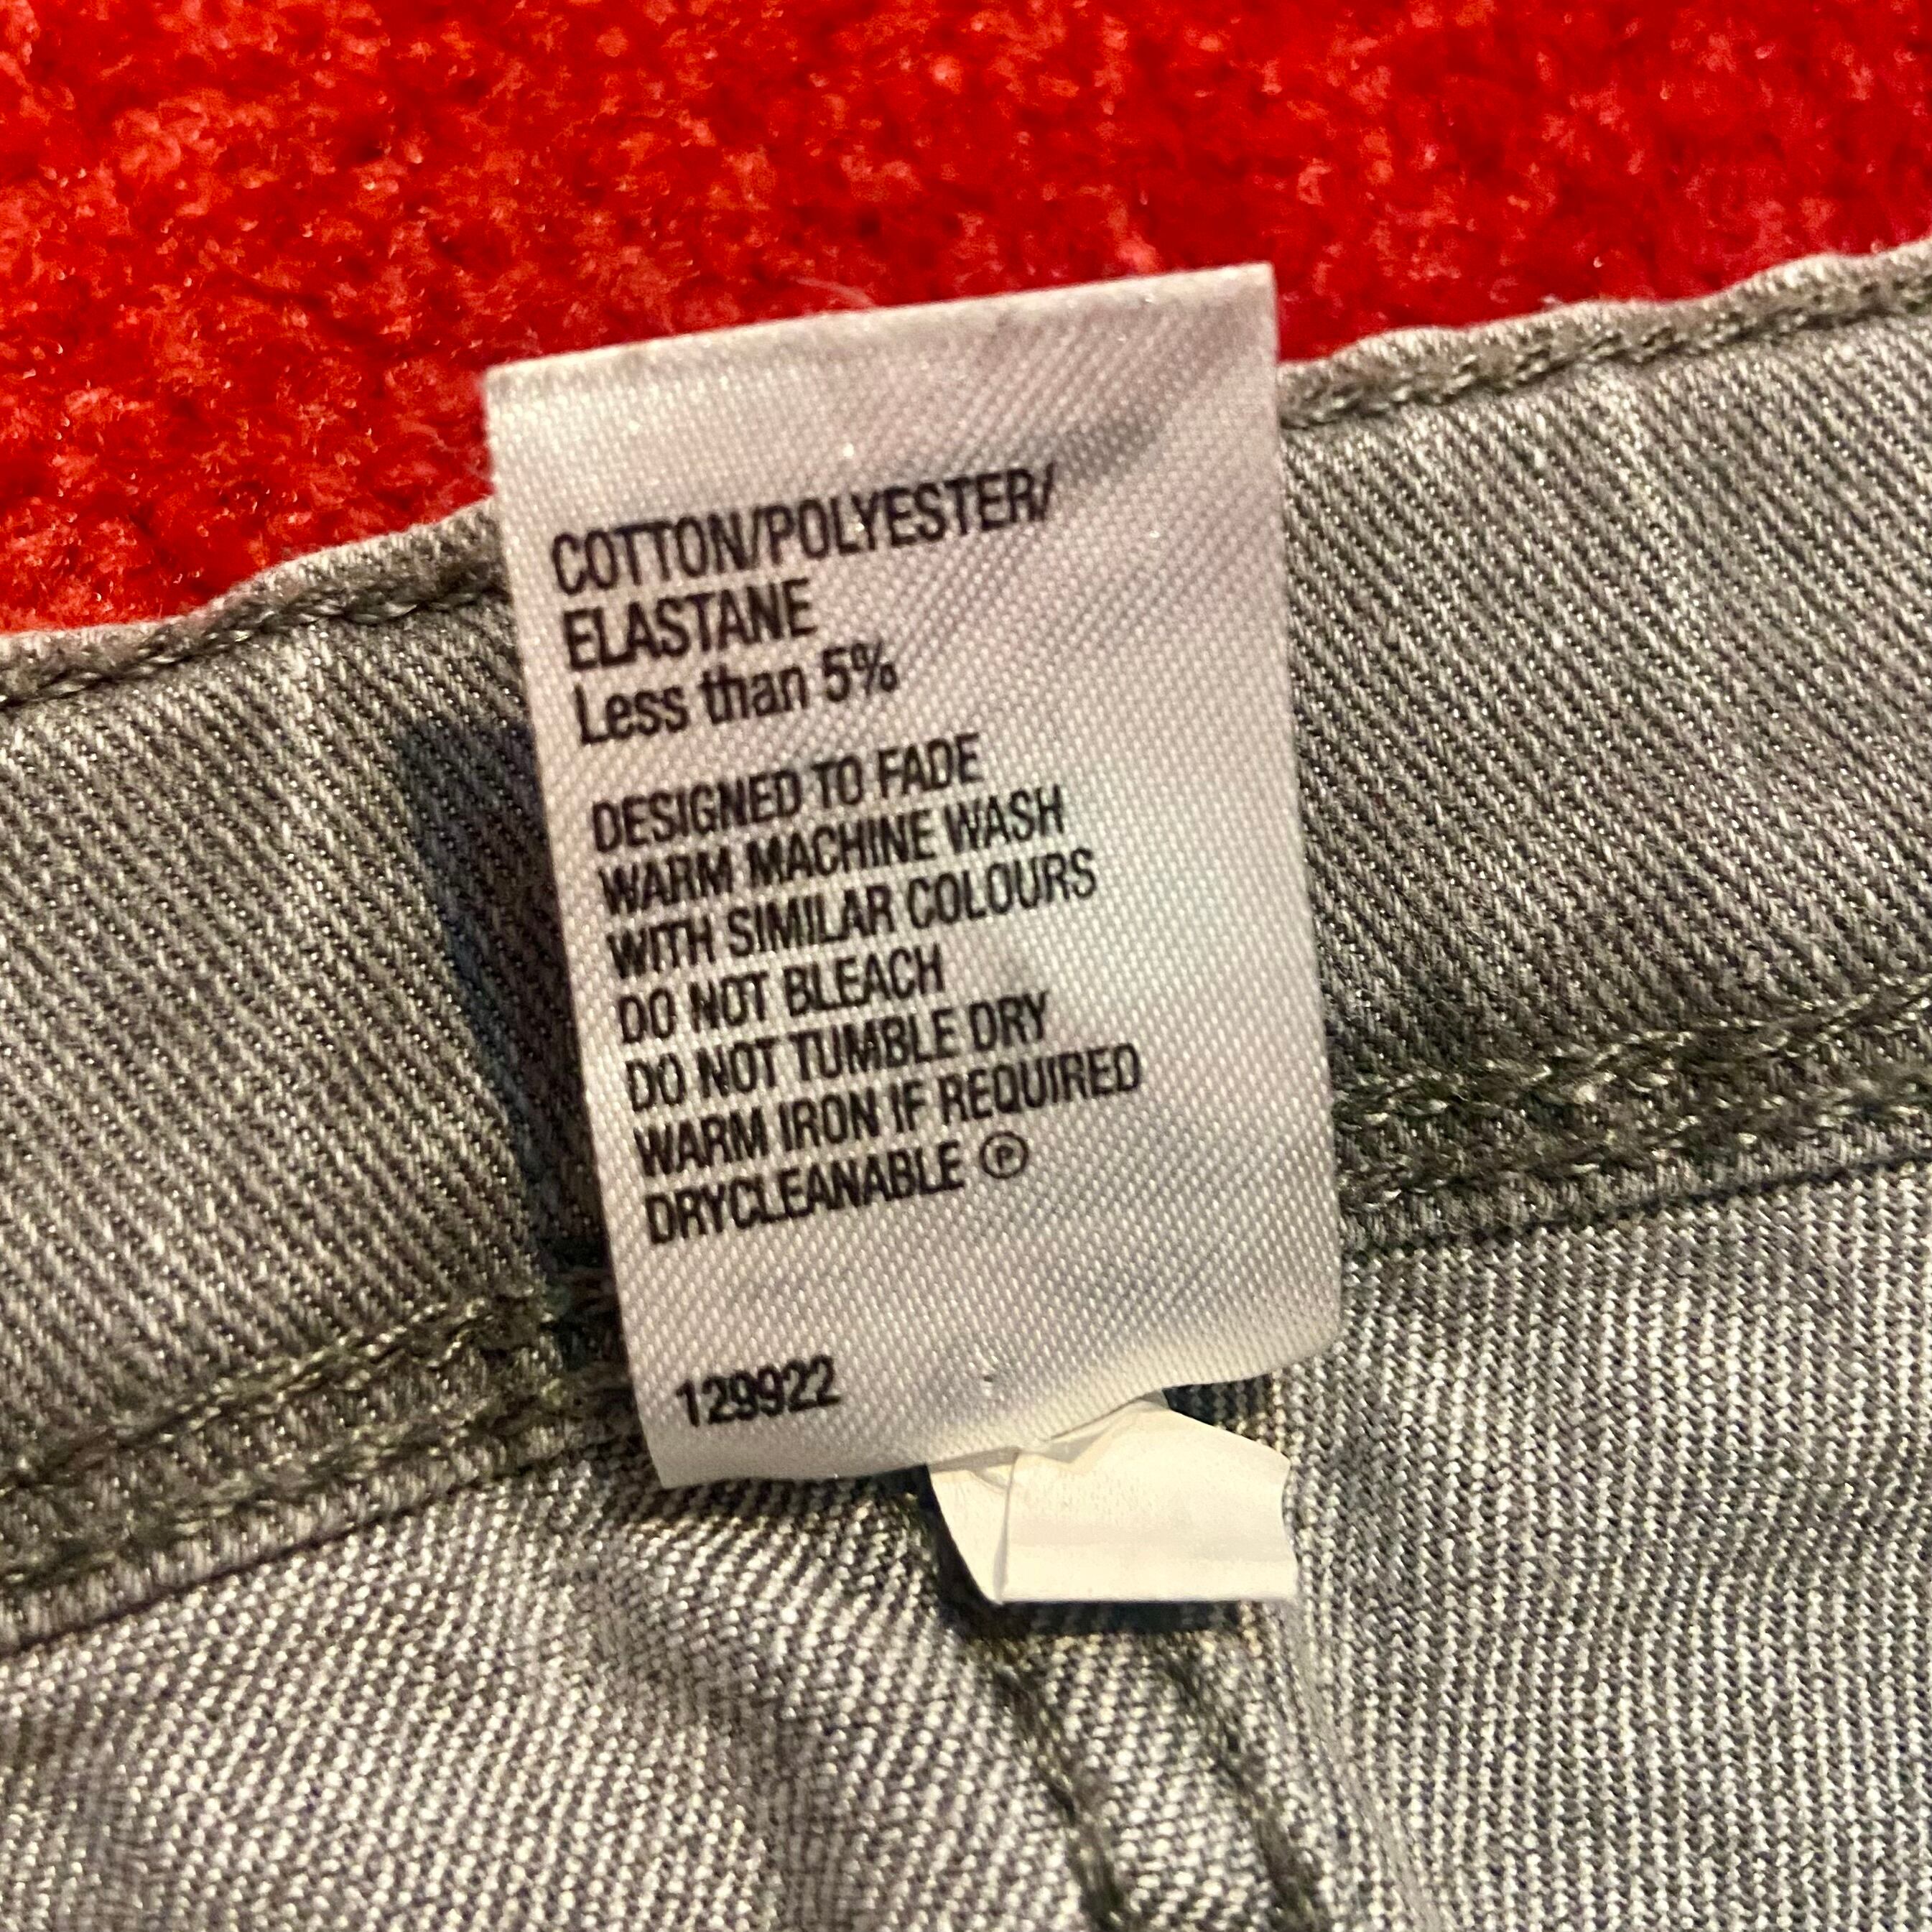 COTTON/POLYESTER/
ELASTANE
Less than 5%
DESIGNED TO FADE
WARM MACHINE WASH
WITH SIMILAR COLOURS
DO NOT BLEACH
DO NOT TUMBLE DRY
WARM IRON IF REQUIRED
DRYCLEANABLE Ⓟ
129922